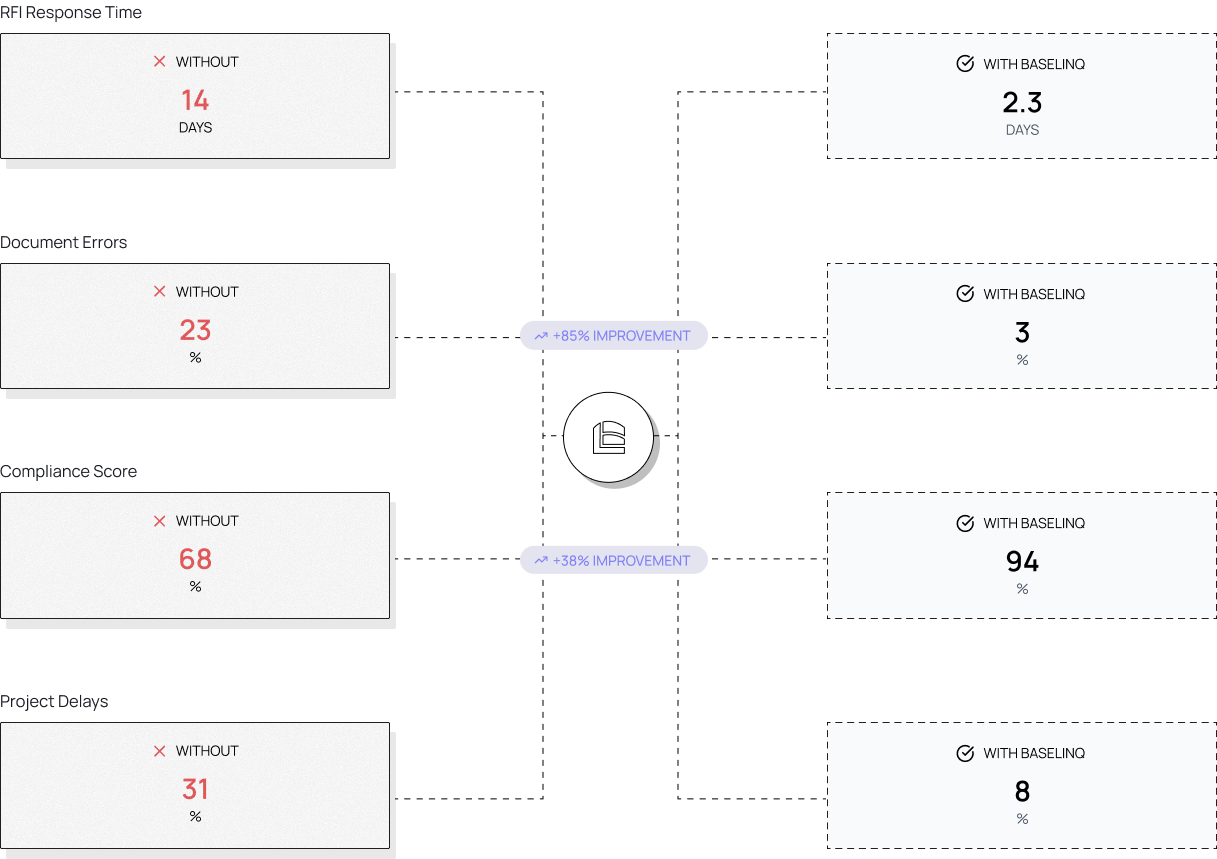 RFI Response Time
WITHOUT
14
DAYS
WITH BASELINQ
2.3
DAYS
Document Errors
WITHOUT
23
%
+85% IMPROVEMENT
WITH BASELINQ
3
%
Compliance Score
WITHOUT
68
%
+38% IMPROVEMENT
WITH BASELINQ
94
%
Project Delays
WITHOUT
31
%
WITH BASELINQ
8
%